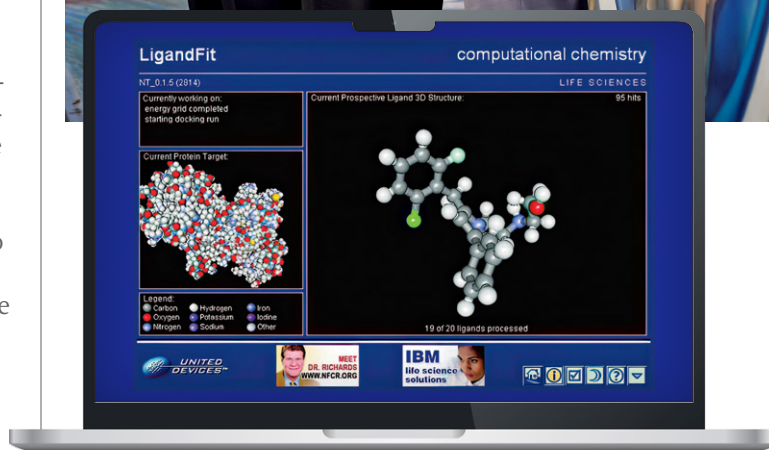 LigandFit
computational chemistry
NT_0.1.5 (2814)
LIFE SCIENCES
Currently working on:
energy grid completed
starting docking run
Current Prospective Ligand 3D Structure:
95 hits
Current Protein Target:
Legend:
Carbon Hydrogen Iron
Oxygen Potassium Iodine
Nitrogen Sodium Other
19 of 20 ligands processed
UNITED
DEVICES™
MEET
DR. RICHARDS
WWW.NFCR.ORG
IBM
life science
solutions